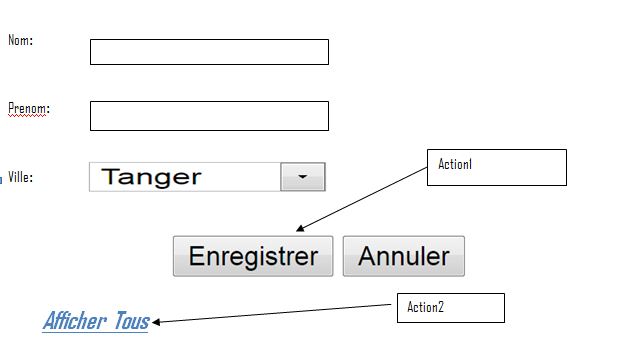 Nom:
Prenom:
Ville:
Tanger
Action1
Enregistrer
Annuler
Afficher Tous
Action2